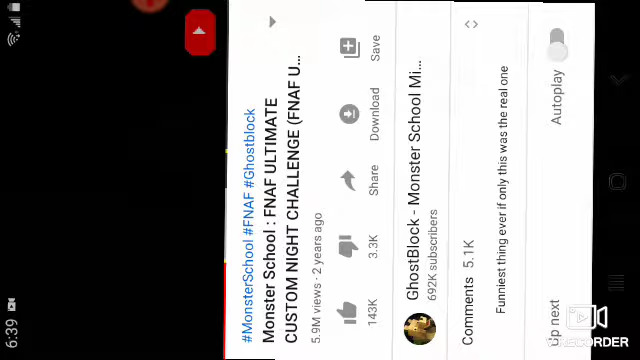 6:39
#MonsterSchool #FNAF #Ghostblock
Monster School : FNAF ULTIMATE
CUSTOM NIGHT CHALLENGE (FNAF U...
5.9M views · 2 years ago
143K
3.3K
Share
Download
Save
GhostBlock - Monster School Mi...
692K subscribers
Comments 5.1K
Funniest thing ever if only this was the real one
Up next
Autoplay
RECORDER